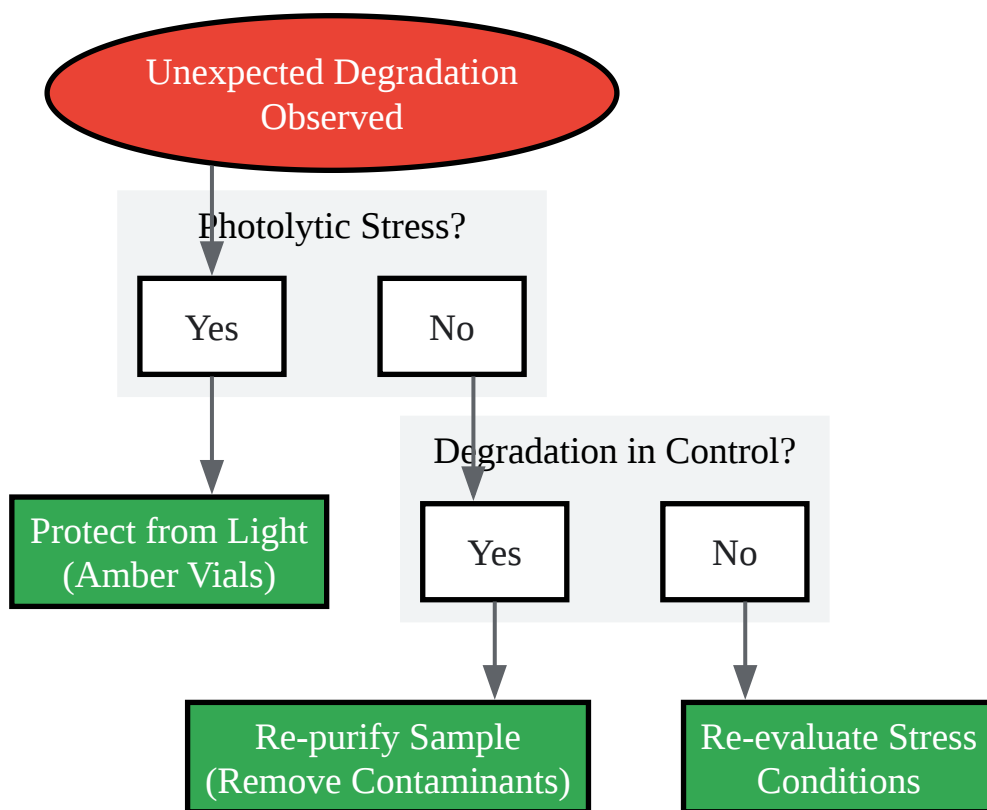 Unexpected Degradation
Observed
Photolytic Stress?
Yes
No
Degradation in Control?
Protect from Light
(Amber Vials)
Yes
No
Re-purify Sample
(Remove Contaminants)
Re-evaluate Stress
Conditions